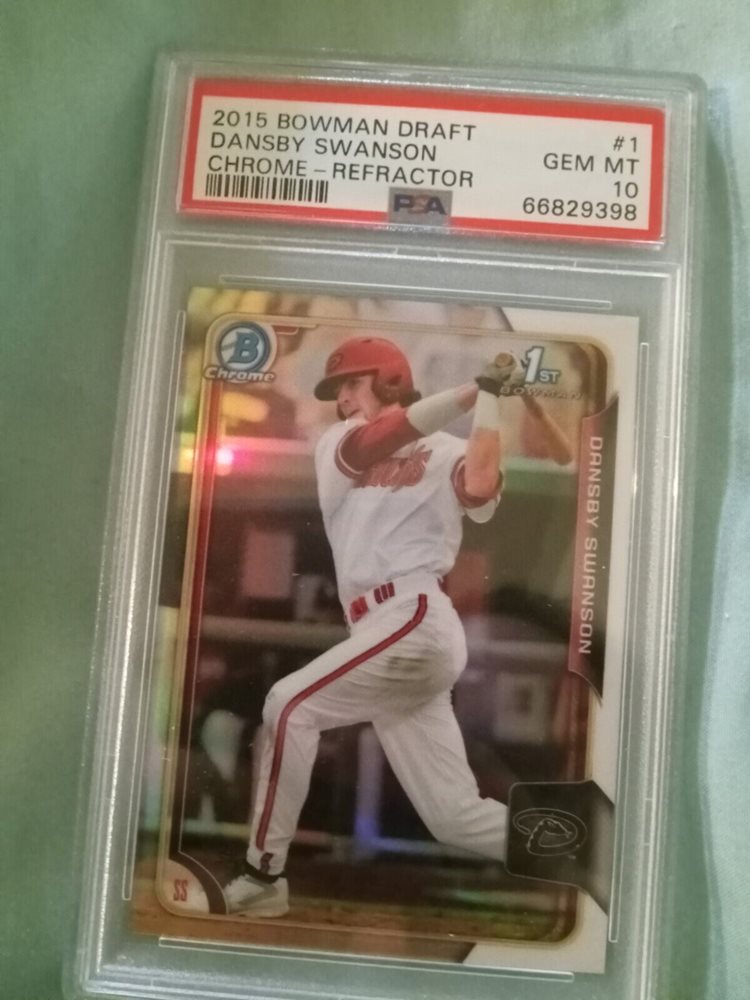 2015 BOWMAN DRAFT #1
DANSBY SWANSON GEM MT
CHROME – REFRACTOR 10
PSA 66829398
B
Chrome
1ST
BOWMAN
DANSBY SWANSON
SS